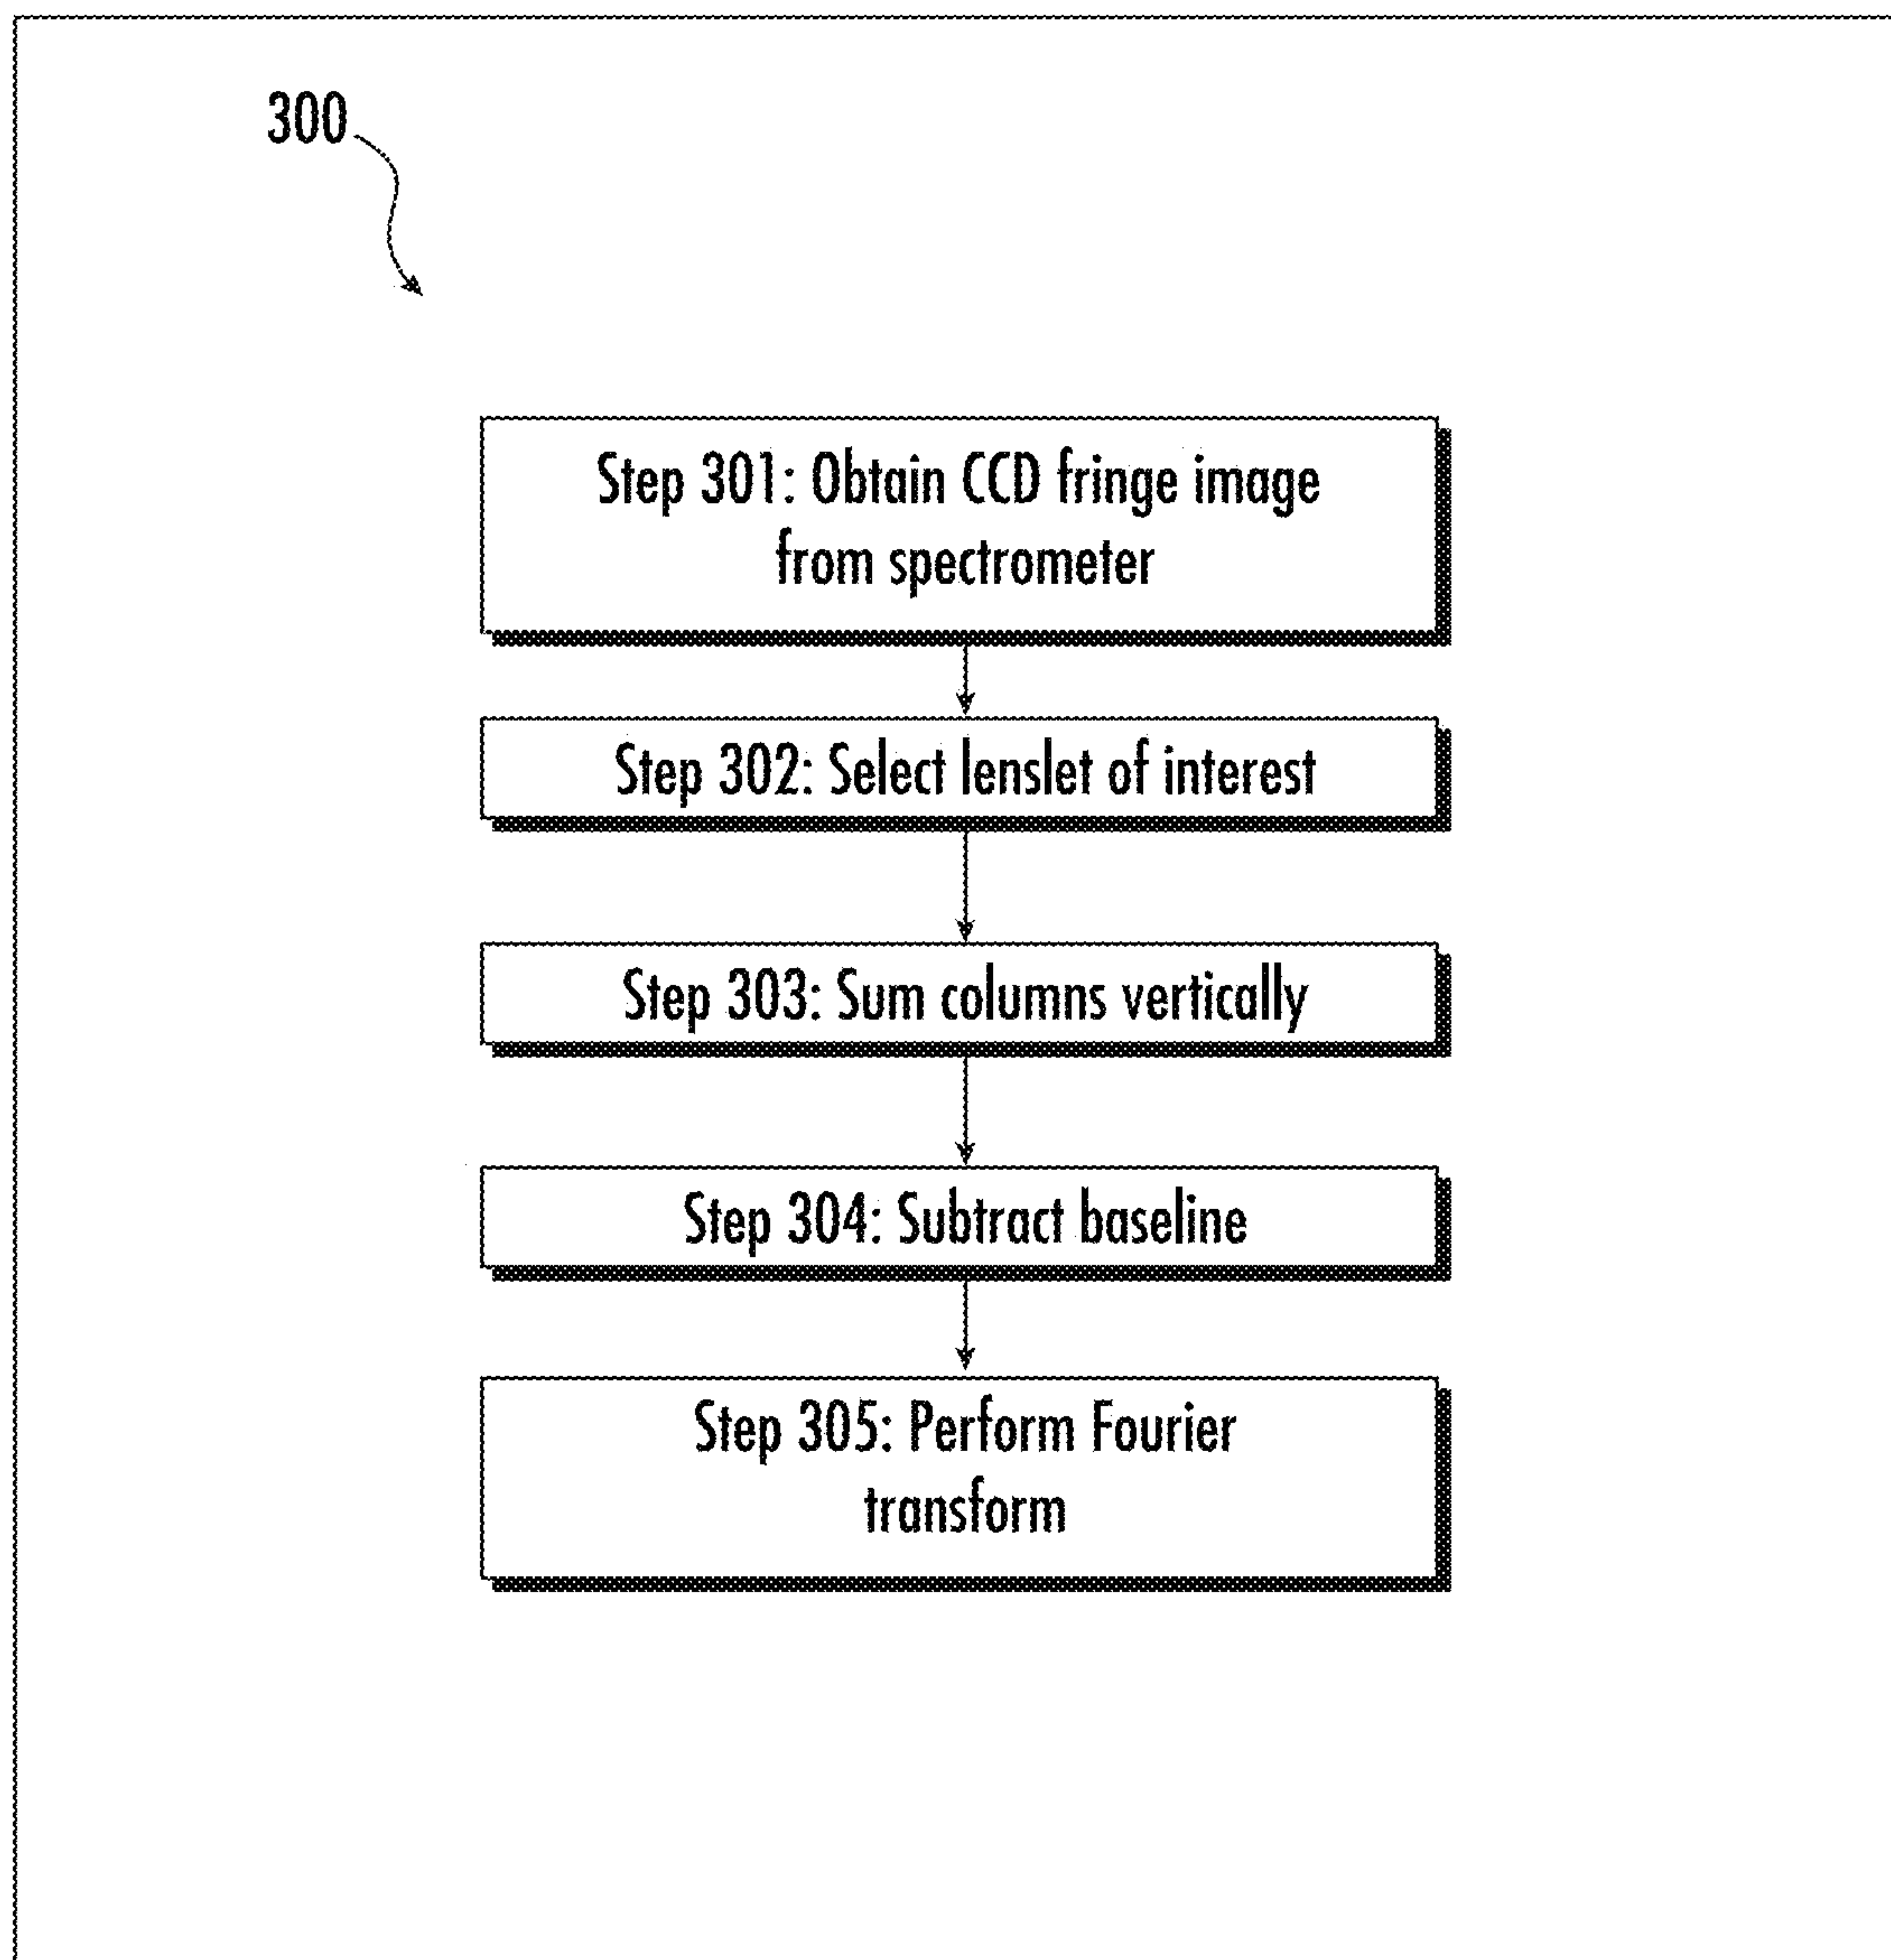 300
Step 301: Obtain CCD fringe image
from spectrometer
Step 302: Select lenslet of interest
Step 303: Sum columns vertically
Step 304: Subtract baseline
Step 305: Perform Fourier
transform